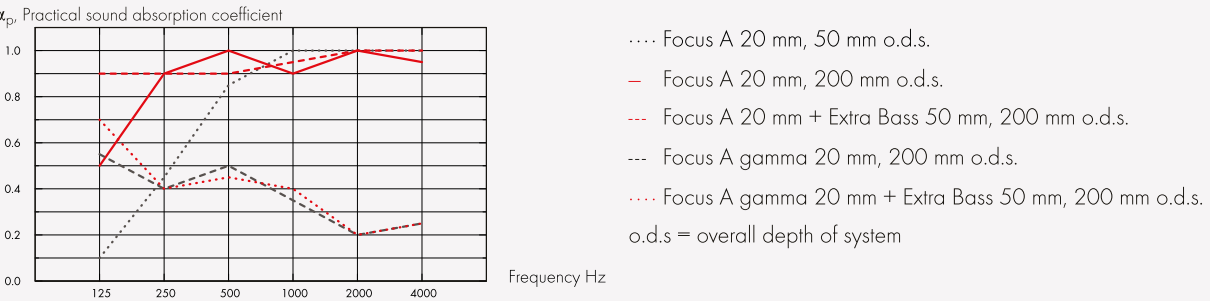 αp, Practical sound absorption coefficient
1.0
0.8
0.6
0.4
0.2
0.0
125 250 500 1000 2000 4000
Frequency Hz
Focus A 20 mm, 50 mm o.d.s.
Focus A 20 mm, 200 mm o.d.s.
Focus A 20 mm + Extra Bass 50 mm, 200 mm o.d.s.
Focus A gamma 20 mm, 200 mm o.d.s.
Focus A gamma 20 mm + Extra Bass 50 mm, 200 mm o.d.s.
o.d.s = overall depth of system